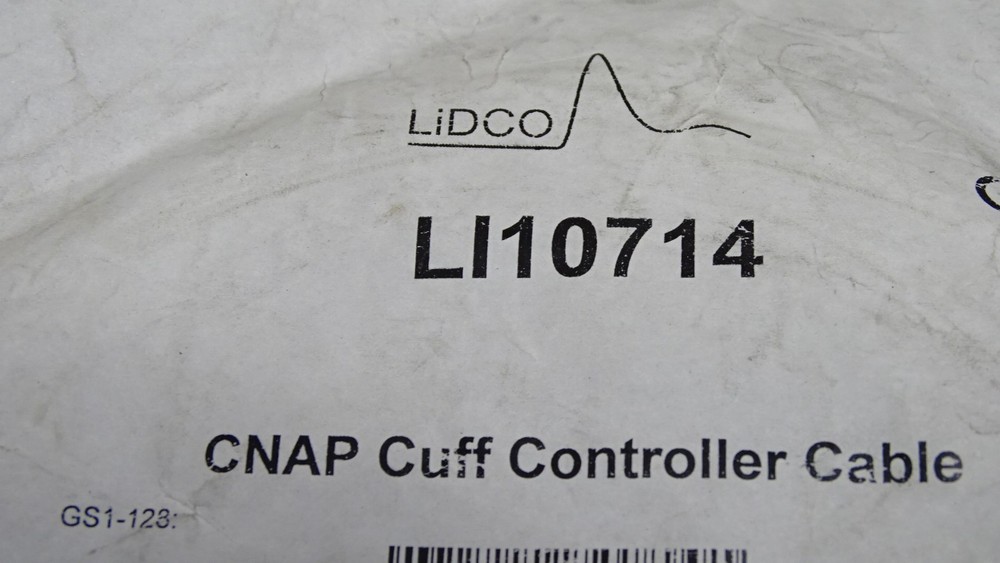 LiDCO
LI10714
CNAP Cuff Controller Cable
GS1-128: